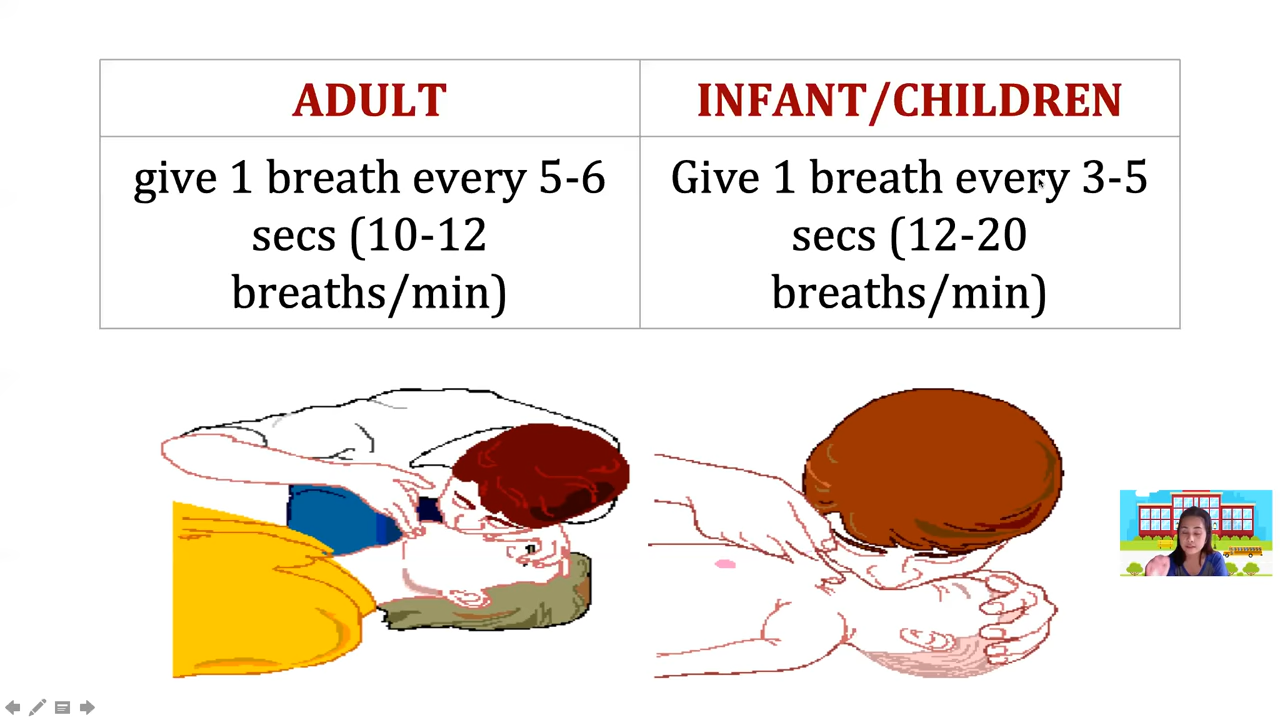 ADULT
INFANT/CHILDREN
give 1 breath every 5-6
secs (10-12
breaths/min)
Give 1 breath every 3-5
secs (12-20
breaths/min)